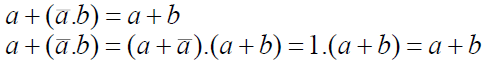 a + (a̅.b) = a + b
a + (a̅.b) = (a + a̅).(a + b) = 1.(a + b) = a + b